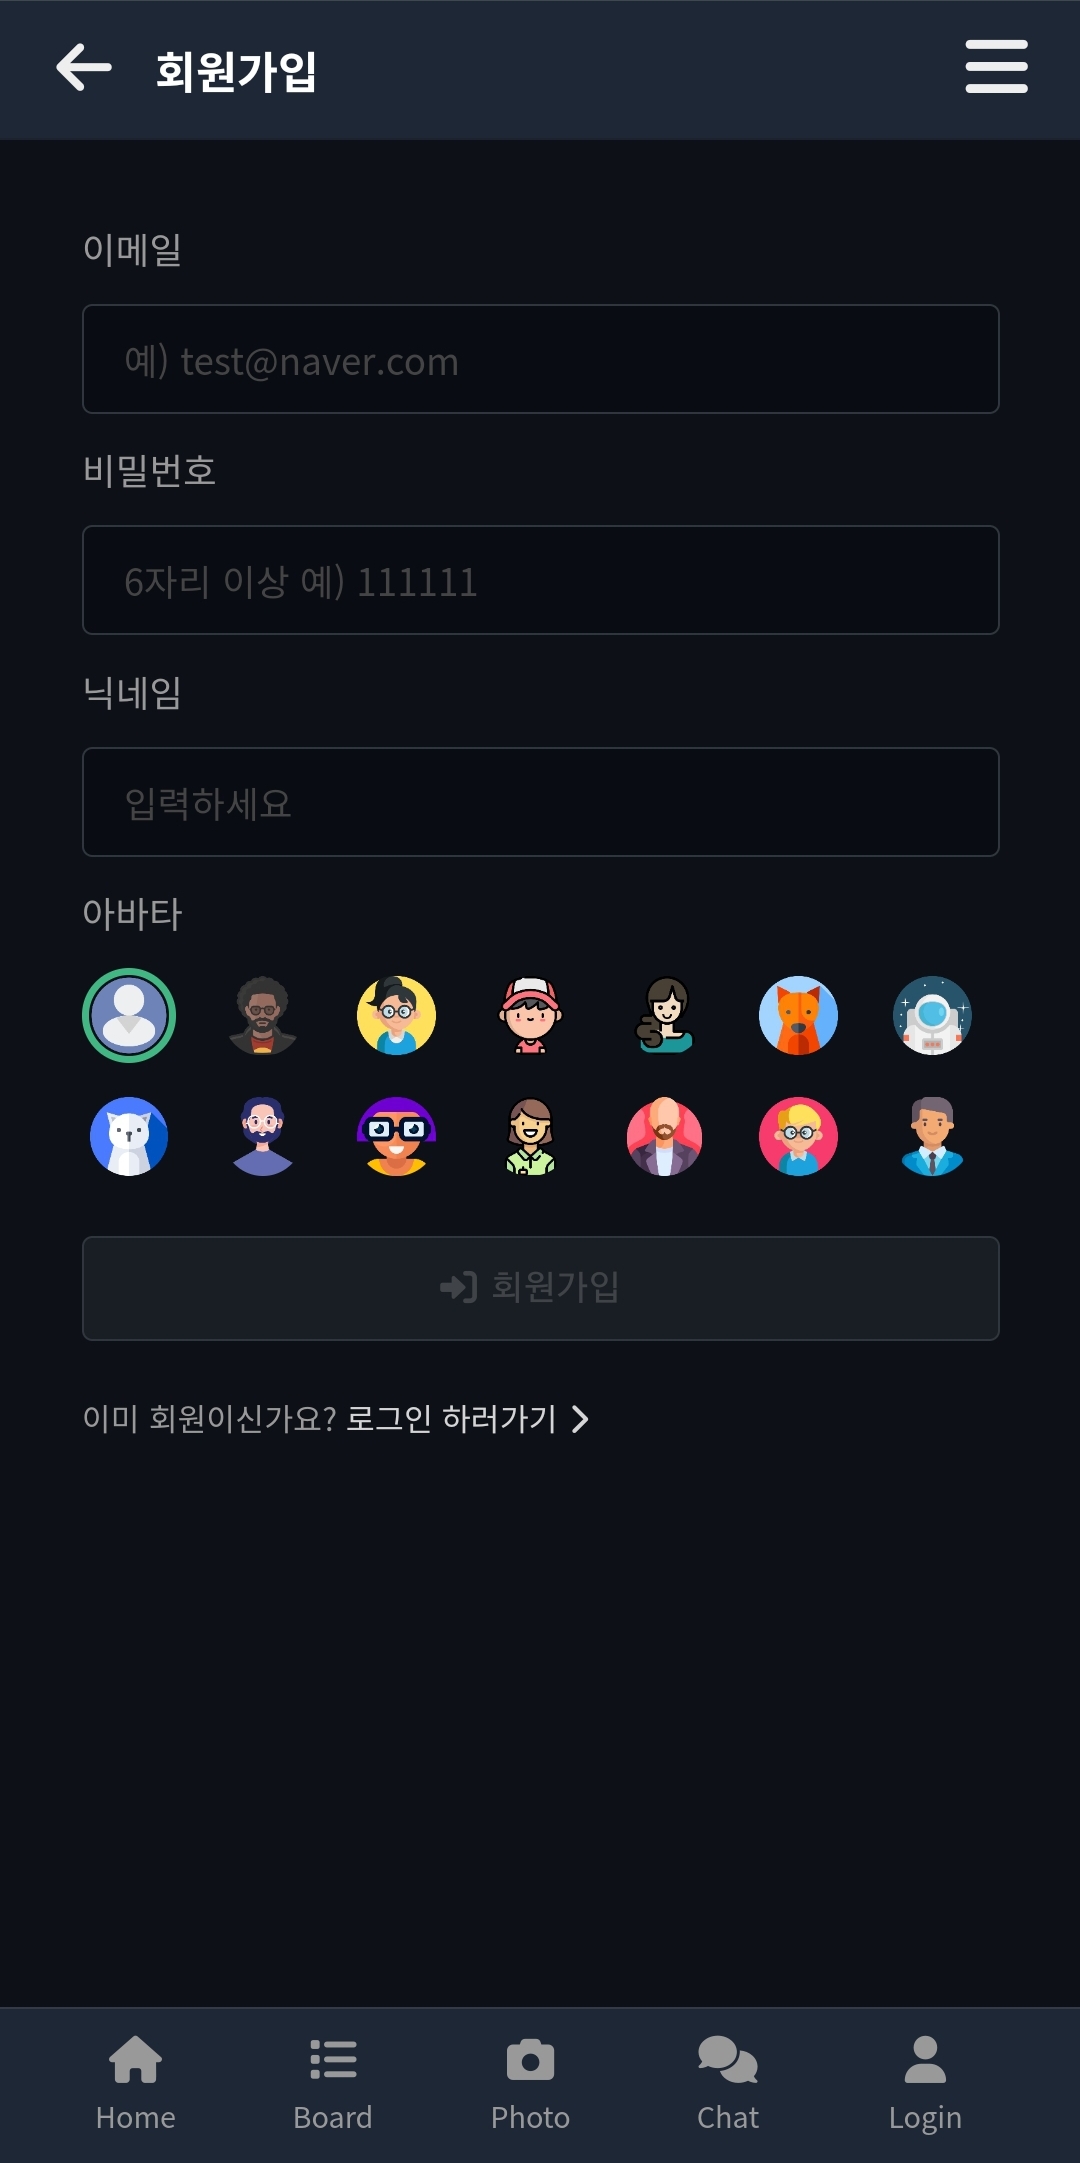 회원가입
이메일
예) test@naver.com
비밀번호
6자리 이상 예) 111111
닉네임
입력하세요
아바타
회원가입
이미 회원이신가요? 로그인 하러가기
Home Board Photo Chat Login